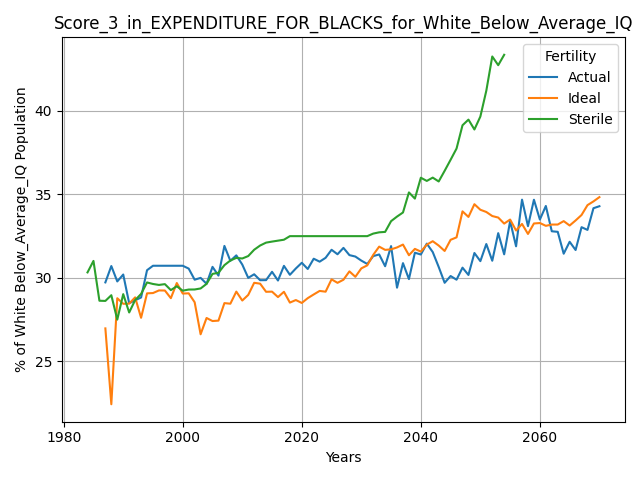 Score_3_in_EXPENDITURE_FOR_BLACKS_for_White_Below_Average_IQ
% of White Below_Average_IQ Population
40
35
30
25
Fertility
Actual
Ideal
Sterile
1980
2000
2020
2040
2060
Years